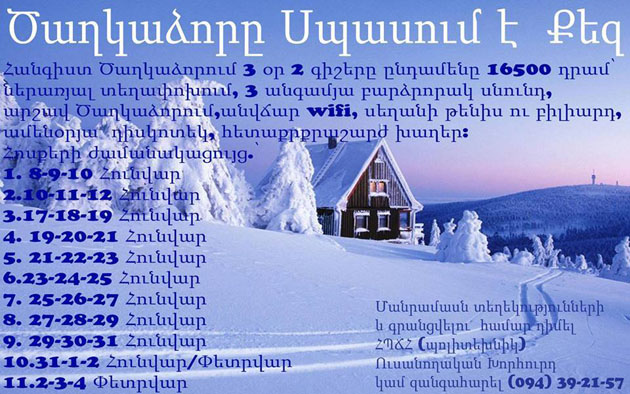 Ծաղկաձորը Սպասում է Քեզ
Հանգիստ Ծաղկաձորում 3 օր 2 գիշերը ընդամենը 16500 դրամ՝
ներառյալ տեղափոխում, 3 անգամյա բարձրորակ սնունդ,
արշավ Ծաղկաձորում,անվճար wifi, սեղանի թենիս ու բիլիարդ,
ամենօրյա դիսկոտեկ, հետաքրքրաշարժ խաղեր:
Հոսքերի ժամանակացույց.՝
1. 8-9-10 Հունվար
2.10-11-12 Հունվար
3.17-18-19 Հունվար
4. 19-20-21 Հունվար
5. 21-22-23 Հունվար
6.23-24-25 Հունվար
7. 25-26-27 Հունվար
8. 27-28-29 Հունվար
9. 29-30-31 Հունվար
10.31-1-2 Հունվար/Փետրվար
11.2-3-4 Փետրվար
Մանրամասն տեղեկությունների
և գրանցվելու՝ համար դիմել
ՀՊՃՀ (պոլիտեխնիկ)
Ուսանողական Խորհուրդ
կամ զանգահարել (094) 39-21-57